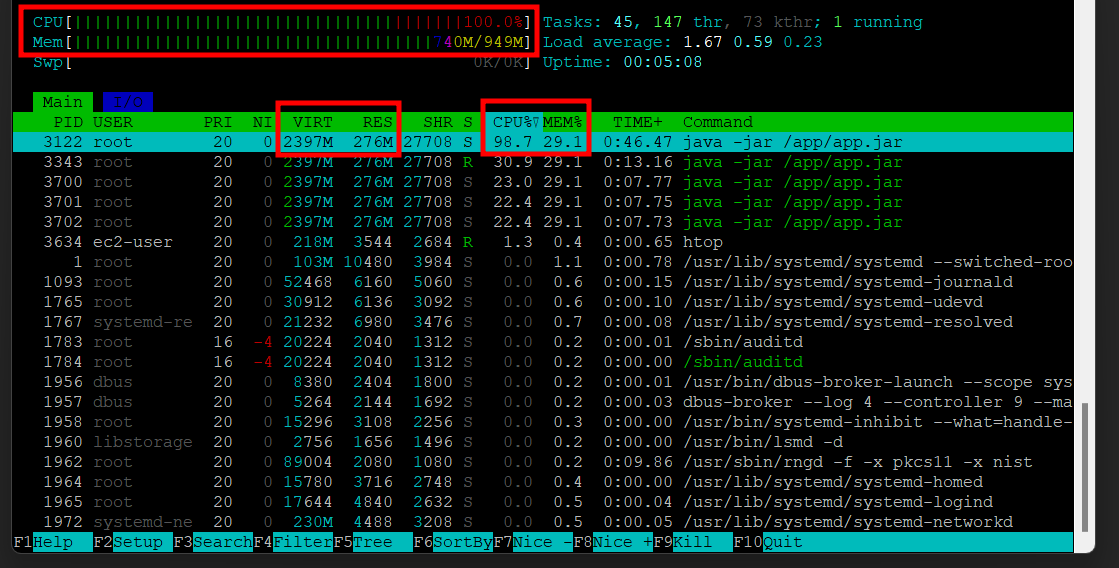 CPU[||||||||||||||||||||||||||||||||||||||100.0%] Tasks: 45, 147 thr, 73 kthr; 1 running
Mem[||||||||||||||||||||||||||||||||||||740M/949M] Load average: 1.67 0.59 0.23
Swp[ 0K/0K] Uptime: 00:05:08
Main I/O
PID USER PRI NI VIRT RES SHR S CPU%▽MEM% TIME+ Command
3122 root 20 0 2397M 276M 27708 S 98.7 29.1 0:46.47 java -jar /app/app.jar
3343 root 20 0 2397M 276M 27708 R 30.9 29.1 0:13.16 java -jar /app/app.jar
3700 root 20 0 2397M 276M 27708 S 23.0 29.1 0:07.77 java -jar /app/app.jar
3701 root 20 0 2397M 276M 27708 S 22.4 29.1 0:07.75 java -jar /app/app.jar
3702 root 20 0 2397M 276M 27708 S 22.4 29.1 0:07.73 java -jar /app/app.jar
3634 ec2-user 20 0 218M 3544 2684 R 1.3 0.4 0:00.65 htop
1 root 20 0 103M 10480 3984 S 0.0 1.1 0:00.78 /usr/lib/systemd/systemd --switched-roo
1093 root 20 0 52468 6160 5060 S 0.0 0.6 0:00.15 /usr/lib/systemd/systemd-journald
1765 root 20 0 30912 6136 3092 S 0.0 0.6 0:00.10 /usr/lib/systemd/systemd-udevd
1767 systemd-re 20 0 21232 6980 3476 S 0.0 0.7 0:00.08 /usr/lib/systemd/systemd-resolved
1783 root 16 -4 20224 2040 1312 S 0.0 0.2 0:00.01 /sbin/auditd
1784 root 16 -4 20224 2040 1312 S 0.0 0.2 0:00.00 /sbin/auditd
1956 dbus 20 0 8380 2404 1800 S 0.0 0.2 0:00.01 /usr/bin/dbus-broker-launch --scope sys
1957 dbus 20 0 5264 2144 1692 S 0.0 0.2 0:00.03 dbus-broker --log 4 --controller 9 --ma
1958 root 20 0 15296 3108 2256 S 0.0 0.3 0:00.00 /usr/bin/systemd-inhibit --what=handle-
1960 libstorage 20 0 2756 1656 1496 S 0.0 0.2 0:00.00 /usr/bin/lsmd -d
1962 root 20 0 89004 2080 1080 S 0.0 0.2 0:09.86 /usr/sbin/rngd -f -x pkcs11 -x nist
1964 root 20 0 15780 3716 2748 S 0.0 0.4 0:00.00 /usr/lib/systemd/systemd-homed
1965 root 20 0 17644 4840 2632 S 0.0 0.5 0:00.04 /usr/lib/systemd/systemd-logind
1972 systemd-ne 20 0 230M 4488 3208 S 0.0 0.5 0:00.05 /usr/lib/systemd/systemd-networkd
F1Help F2Setup F3SearchF4FilterF5Tree F6SortByF7Nice -F8Nice +F9Kill F10Quit